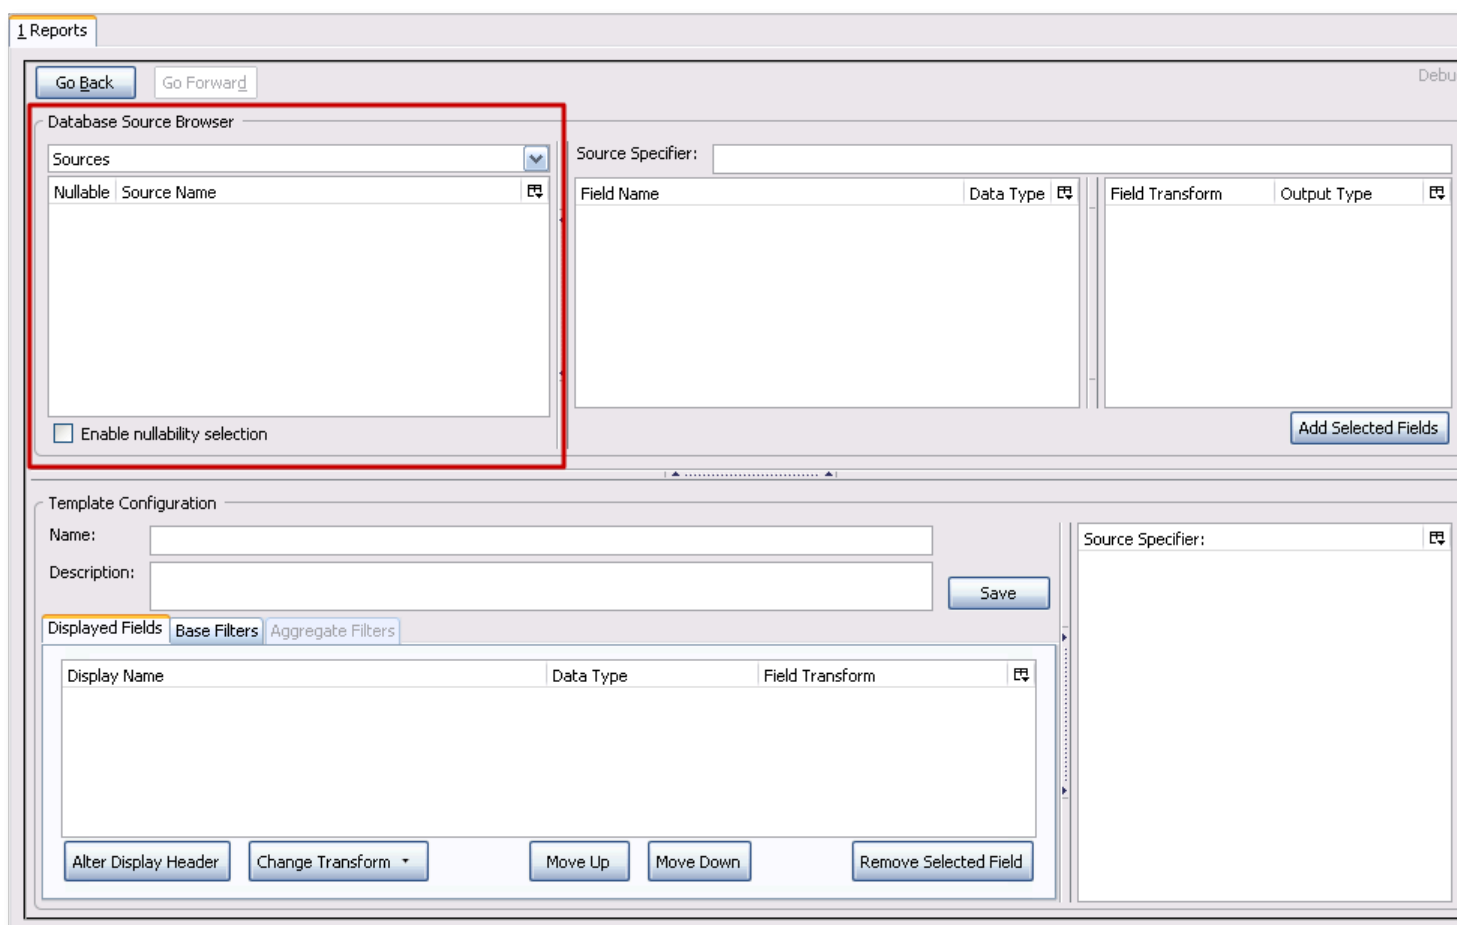 1 Reports
Go Back Go Forward
Debu
Database Source Browser
Sources
Source Specifier:
Nullable Source Name
Field Name Data Type
Field Transform Output Type
Enable nullability selection
Add Selected Fields
Template Configuration
Name:
Source Specifier:
Description:
Save
Displayed Fields Base Filters Aggregate Filters
Display Name Data Type Field Transform
Alter Display Header Change Transform Move Up Move Down Remove Selected Field